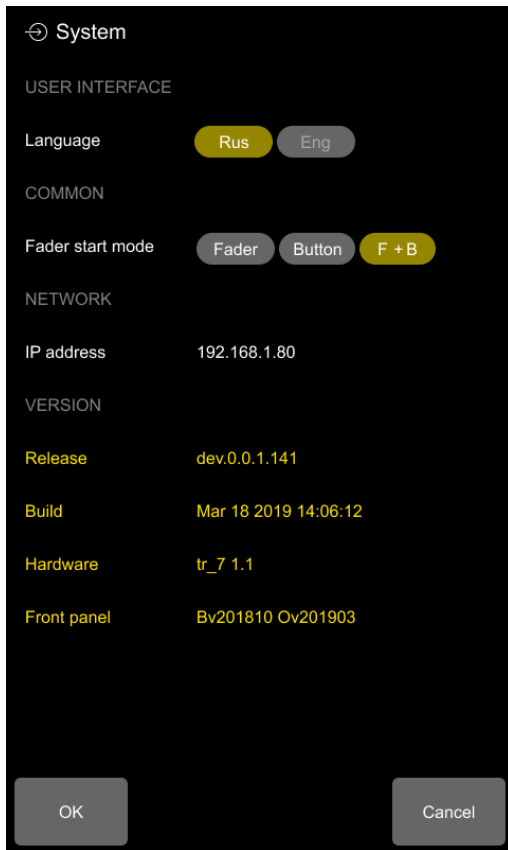 System
USER INTERFACE
Language Rus Eng
COMMON
Fader start mode Fader Button F + B
NETWORK
IP address 192.168.1.80
VERSION
Release dev.0.0.1.141
Build Mar 18 2019 14:06:12
Hardware tr_7 1.1
Front panel Bv201810 Ov201903
OK Cancel